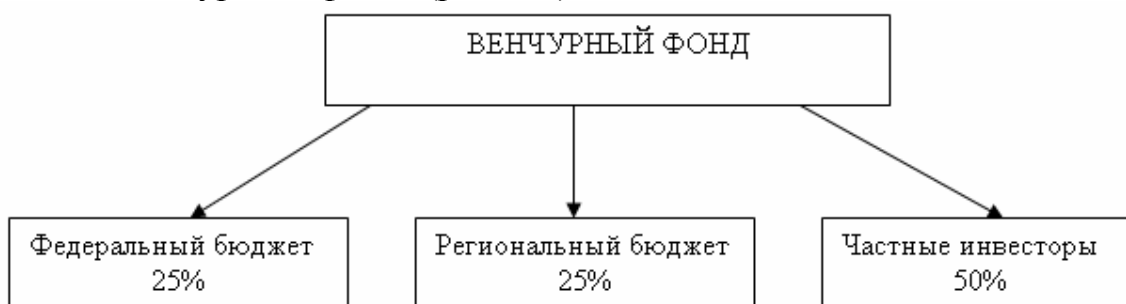 ВЕНЧУРНЫЙ ФОНД
Федеральный бюджет
25%
Региональный бюджет
25%
Частные инвесторы
50%